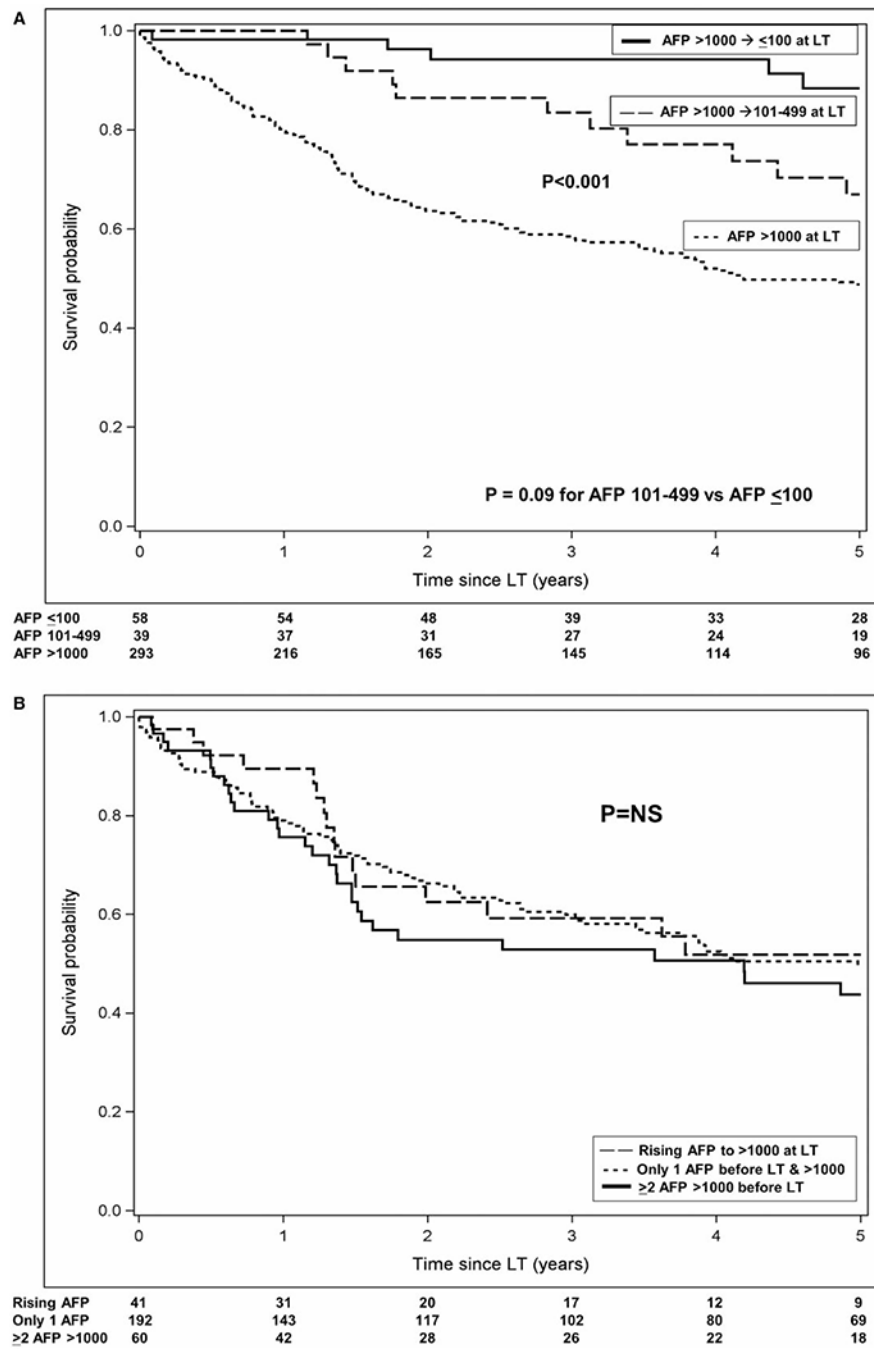 A
1.0
AFP >1000 → ≤100 at LT
0.8
AFP >1000 →101-499 at LT
P<0.001
0.6
AFP >1000 at LT
Survival probability
0.4
0.2
P = 0.09 for AFP 101-499 vs AFP ≤100
0.0
0 1 2 3 4 5
Time since LT (years)
AFP ≤100 58 54 48 39 33 28
AFP 101-499 39 37 31 27 24 19
AFP >1000 293 216 165 145 114 96
B
1.0
0.8
P=NS
0.6
Survival probability
0.4
0.2
Rising AFP to >1000 at LT
Only 1 AFP before LT & >1000
≥2 AFP >1000 before LT
0.0
0 1 2 3 4 5
Time since LT (years)
Rising AFP 41 31 20 17 12 9
Only 1 AFP 192 143 117 102 80 69
≥2 AFP >1000 60 42 28 26 22 18